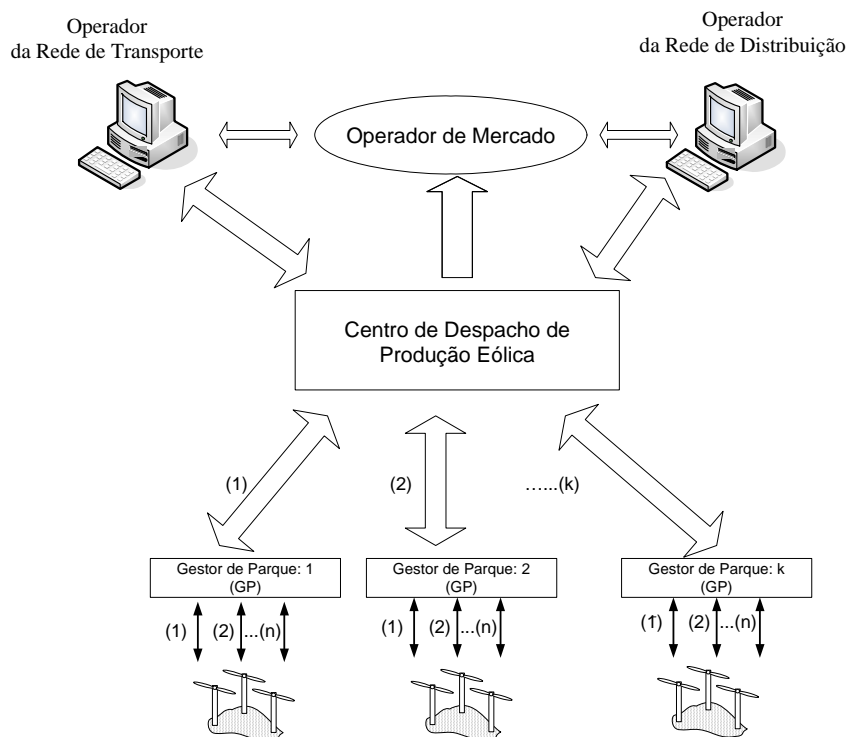 Operador
da Rede de Transporte
Operador
da Rede de Distribuição
Operador de Mercado
Centro de Despacho de
Produção Eólica
(1)
(2)
…...(k)
Gestor de Parque: 1
(GP)
Gestor de Parque: 2
(GP)
Gestor de Parque: k
(GP)
(1) (2) ...(n)
(1) (2) ...(n)
(1) (2) ...(n)